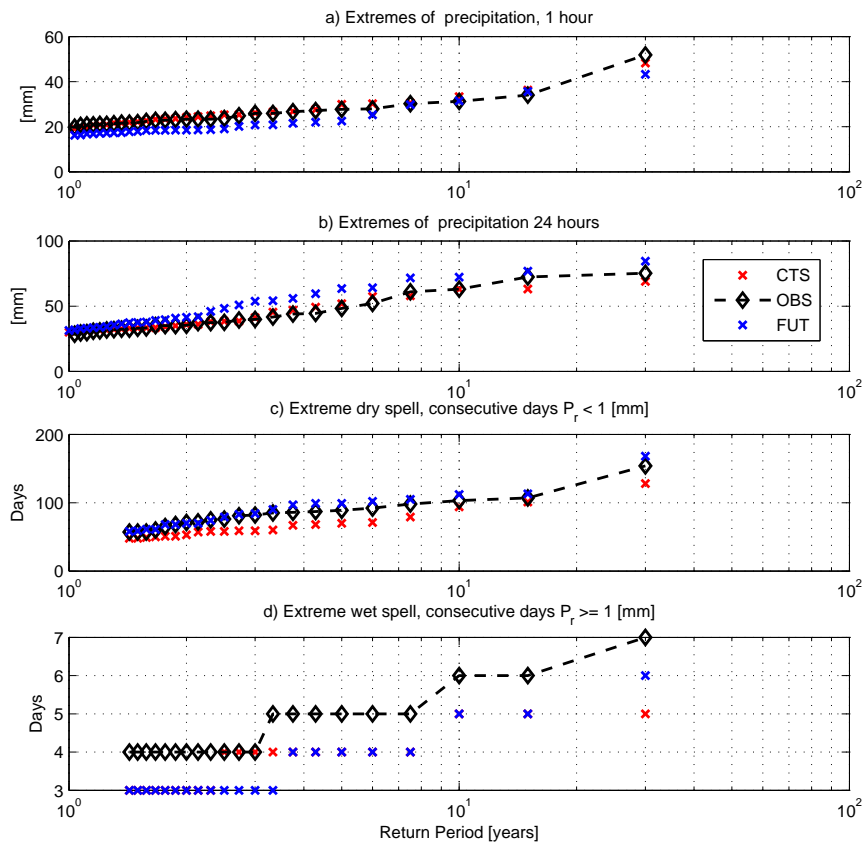 a) Extremes of  precipitation, 1 hour
60
40
20
0
[mm]
10^0
10^1
10^2
b) Extremes of  precipitation 24 hours
100
50
0
[mm]
CTS
OBS
FUT
10^0
10^1
10^2
c) Extreme dry spell, consecutive days P_r < 1 [mm]
200
100
0
Days
10^0
10^1
10^2
d) Extreme wet spell, consecutive days P_r >= 1 [mm]
7
6
5
4
3
Days
10^0
10^1
10^2
Return Period [years]